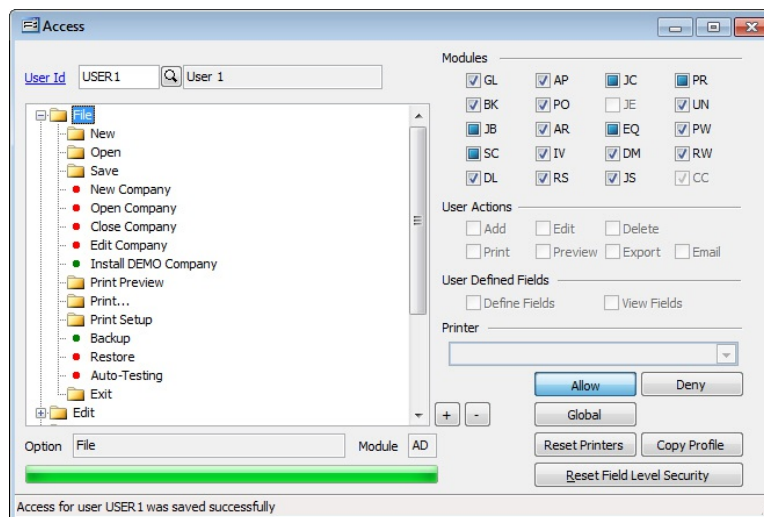 Access
User Id USER1 User 1
File
New
Open
Save
New Company
Open Company
Close Company
Edit Company
Install DEMO Company
Print Preview
Print...
Print Setup
Backup
Restore
Auto-Testing
Exit
Edit
Option File Module AD
Modules
GL AP JC PR
BK PO JE UN
JB AR EQ PW
SC IV DM RW
DL RS JS CC
User Actions
Add Edit Delete
Print Preview Export Email
User Defined Fields
Define Fields View Fields
Printer
Allow Deny
+ - Global
Reset Printers Copy Profile
Reset Field Level Security
Access for user USER1 was saved successfully